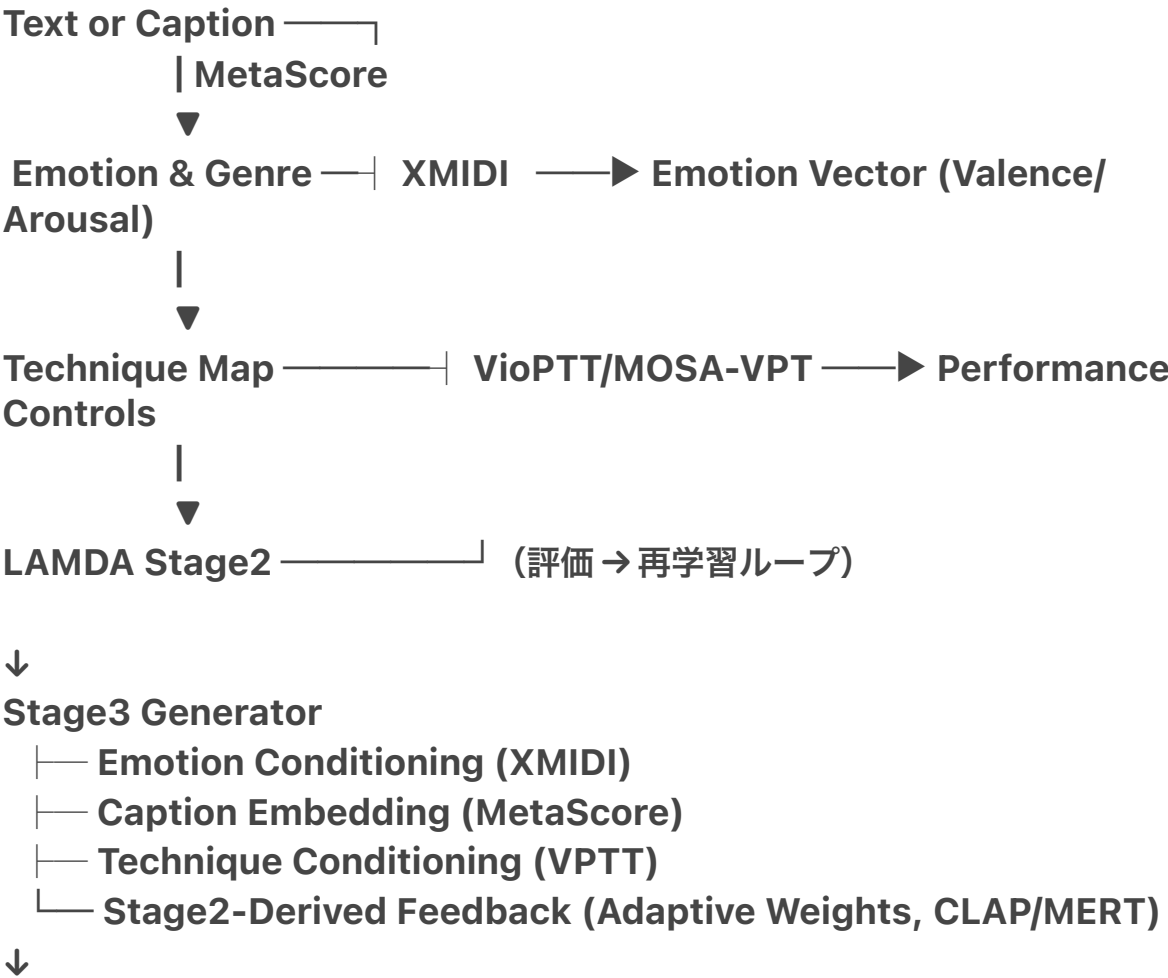 Text or Caption ────┐
| MetaScore
▼
Emotion & Genre ──┤ XMIDI ───▶ Emotion Vector (Valence/
Arousal)
|
▼
Technique Map ───────┤ VioPTT/MOSA-VPT ───▶ Performance
Controls
|
▼
LAMDA Stage2 ─────────┘（評価 → 再学習ループ）
↓
Stage3 Generator
├── Emotion Conditioning (XMIDI)
├── Caption Embedding (MetaScore)
├── Technique Conditioning (VPTT)
└── Stage2-Derived Feedback (Adaptive Weights, CLAP/MERT)
↓